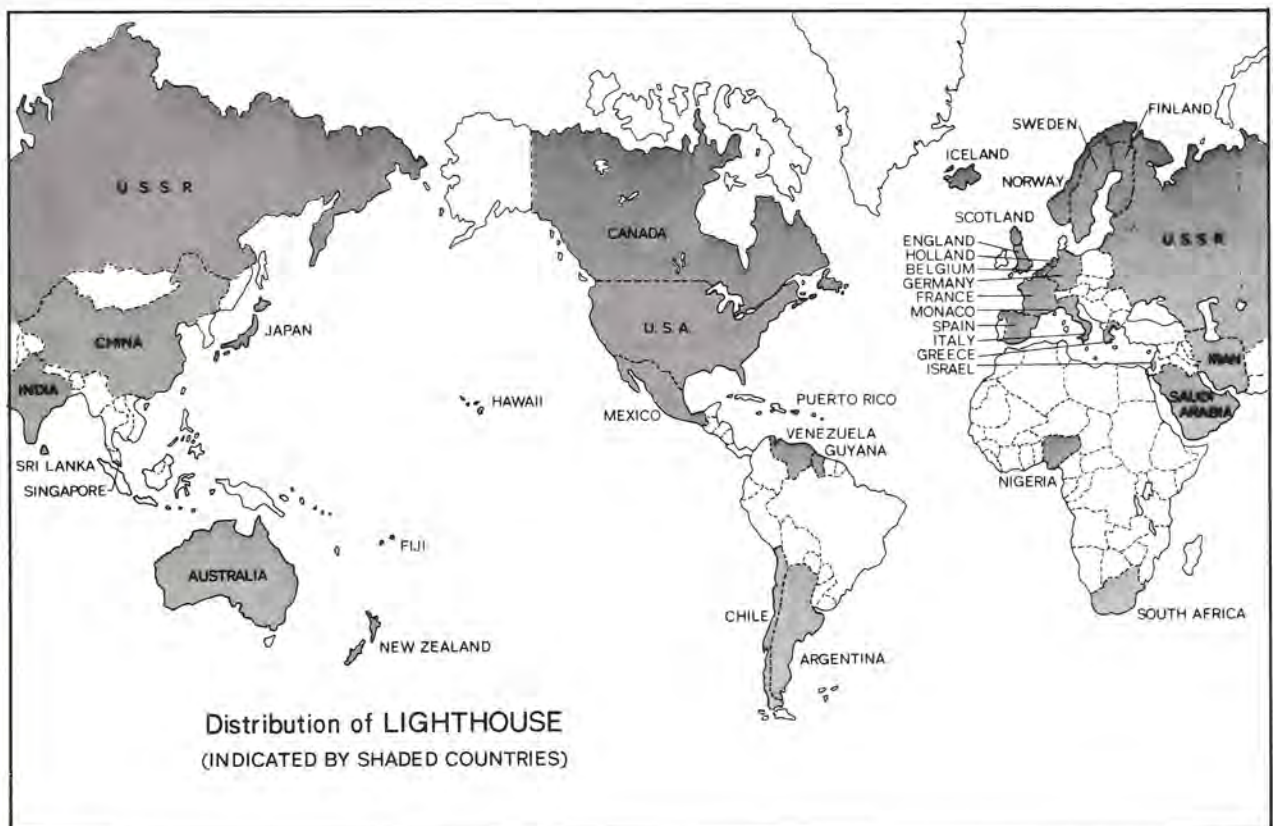 FINLAND
SWEDEN
ICELAND
NORWAY
U. S. S. R
SCOTLAND
CANADA
ENGLAND
U.S.S.R
HOLLAND
BELGIUM
GERMANY
FRANCE
MONACO
JAPAN
U. S. A.
SPAIN
CHINA
ITALY
GREECE
IRAN
ISRAEL
INDIA
HAWAII
MEXICO
PUERTO RICO
SAUDI
ARABIA
VENEZUELA
GUYANA
SRI LANKA
SINGAPORE
NIGERIA
FIJI
AUSTRALIA
CHILE
SOUTH AFRICA
NEW ZEALAND
ARGENTINA
Distribution of LIGHTHOUSE
(INDICATED BY SHADED COUNTRIES)